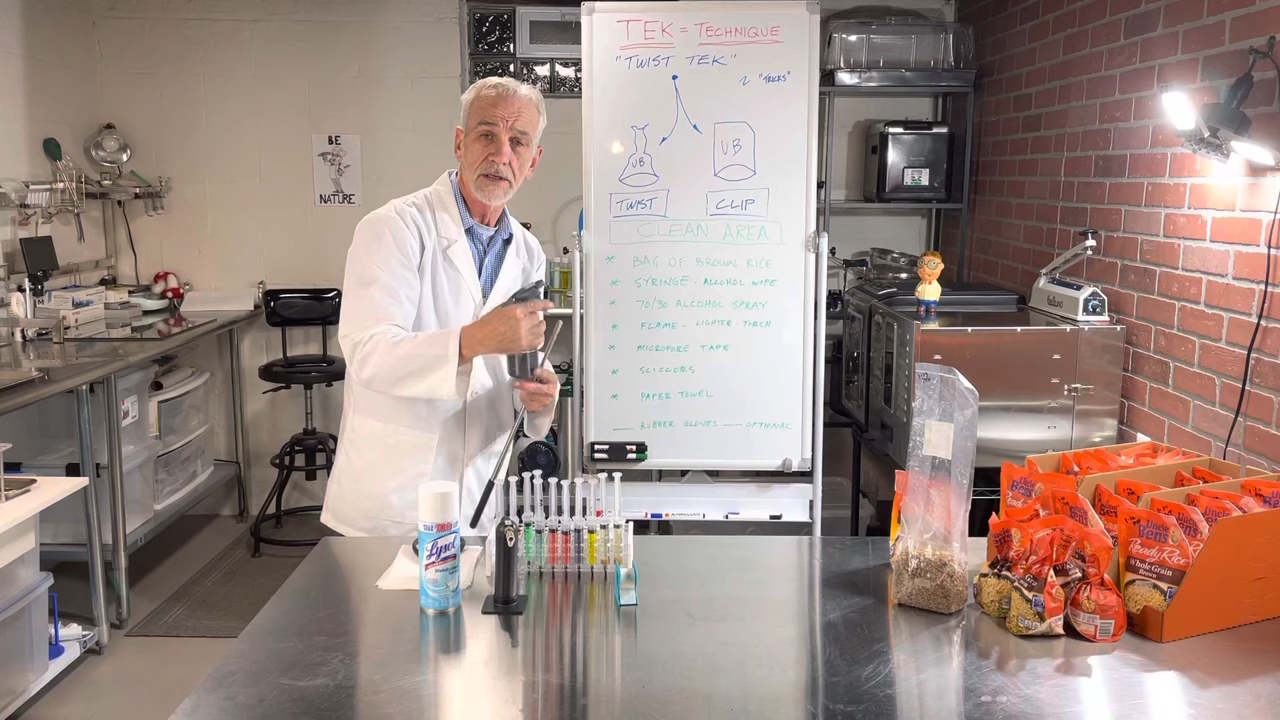 TEK = TECHNIQUE
"TWIST TEK"
2 "TRICKS"
UB
UB
TWIST
CLIP
CLEAN AREA
* BAG OF BROWN RICE
* SYRINGE - ALCOHOL WIPE
* 70/30 ALCOHOL SPRAY
* FLAME - LIGHTER - TORCH
* MICROPORE TAPE
* SCISSORS
* PAPER TOWEL
__ RUBBER GLOVES — OPTIONAL
BE
NATURE
Lysol
Uncle
Ben's
Ready Rice
Whole Grain
Brown